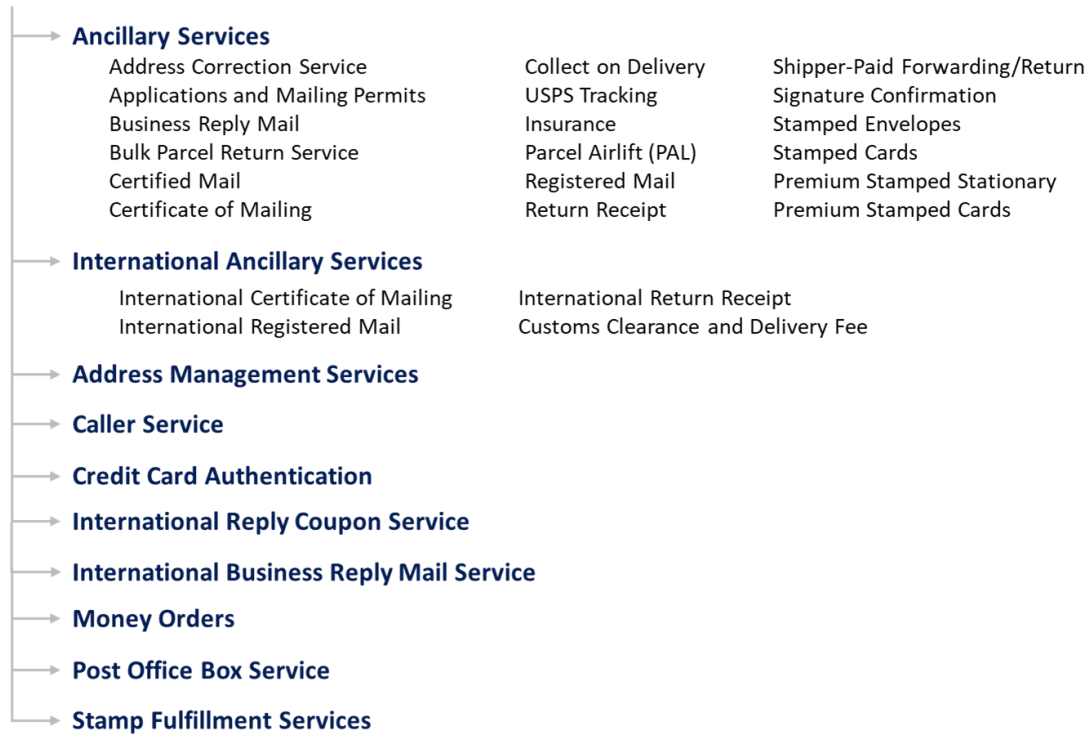 Ancillary Services
Address Correction Service Collect on Delivery Shipper-Paid Forwarding/Return
Applications and Mailing Permits USPS Tracking Signature Confirmation
Business Reply Mail Insurance Stamped Envelopes
Bulk Parcel Return Service Parcel Airlift (PAL) Stamped Cards
Certified Mail Registered Mail Premium Stamped Stationary
Certificate of Mailing Return Receipt Premium Stamped Cards
International Ancillary Services
International Certificate of Mailing International Return Receipt
International Registered Mail Customs Clearance and Delivery Fee
Address Management Services
Caller Service
Credit Card Authentication
International Reply Coupon Service
International Business Reply Mail Service
Money Orders
Post Office Box Service
Stamp Fulfillment Services